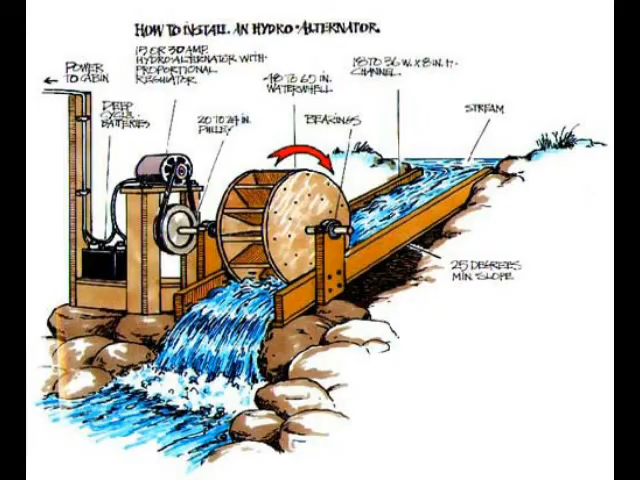 HOW TO INSTALL AN HYDRO-ALTERNATOR
15 OR 30 AMP.
HYDRO-ALTERNATOR WITH
PROPORTIONAL
REGULATOR
POWER
TO CABIN
DEEP
CYCLE
BATTERIES
20 TO 24 IN.
PULLEY
48 TO 60 IN.
WATERWHELL
BEARINGS
18 TO 36 W. X 8 IN. H.
CHANNEL
STREAM
25 DEGREES
MIN. SLOPE